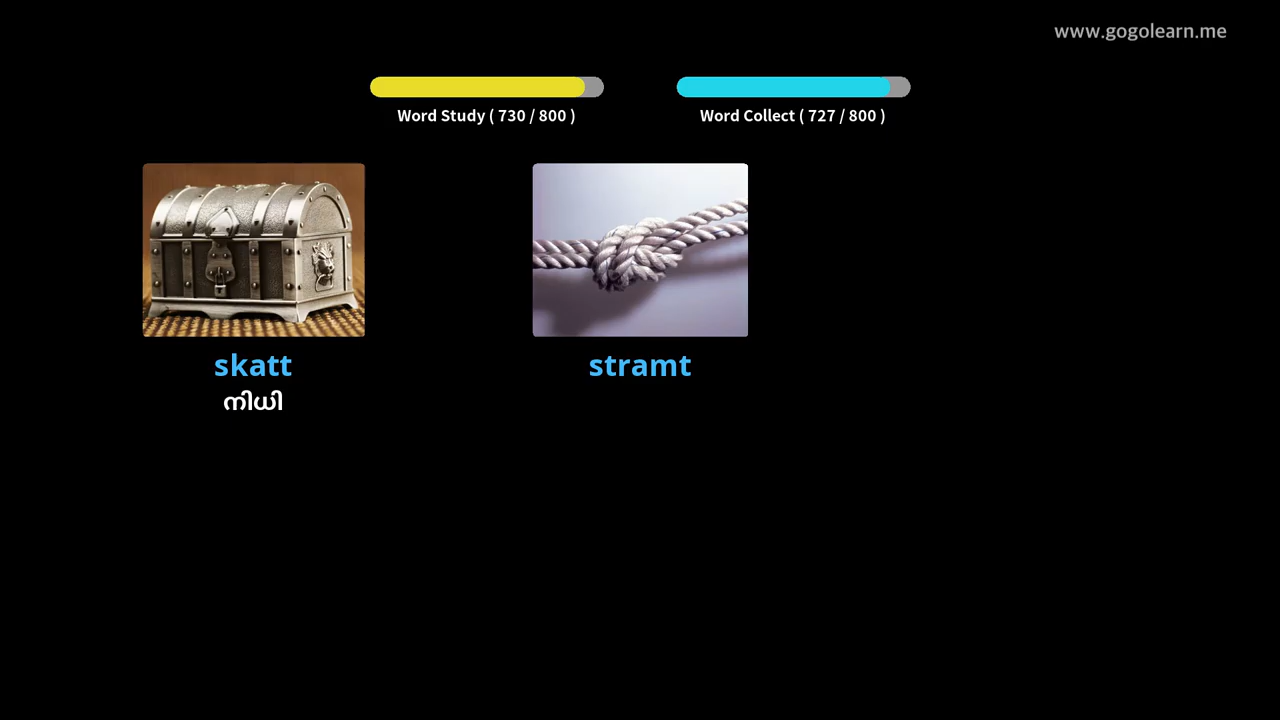 www.gogolearn.me
Word Study ( 730 / 800 )
Word Collect ( 727 / 800 )
skatt
നിധി
stramt